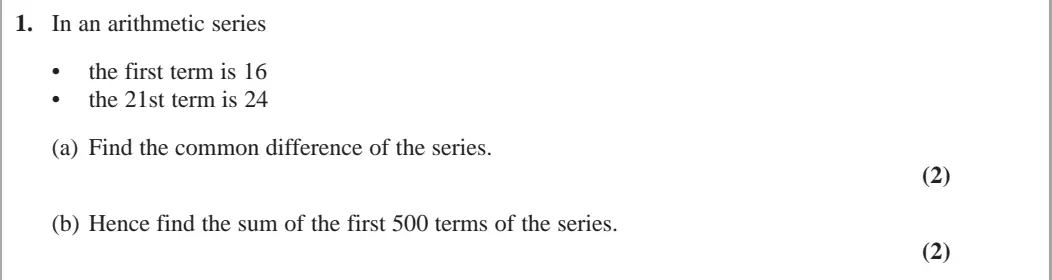 1. In an arithmetic series
• the first term is 16
• the 21st term is 24
(a) Find the common difference of the series.
(2)
(b) Hence find the sum of the first 500 terms of the series.
(2)